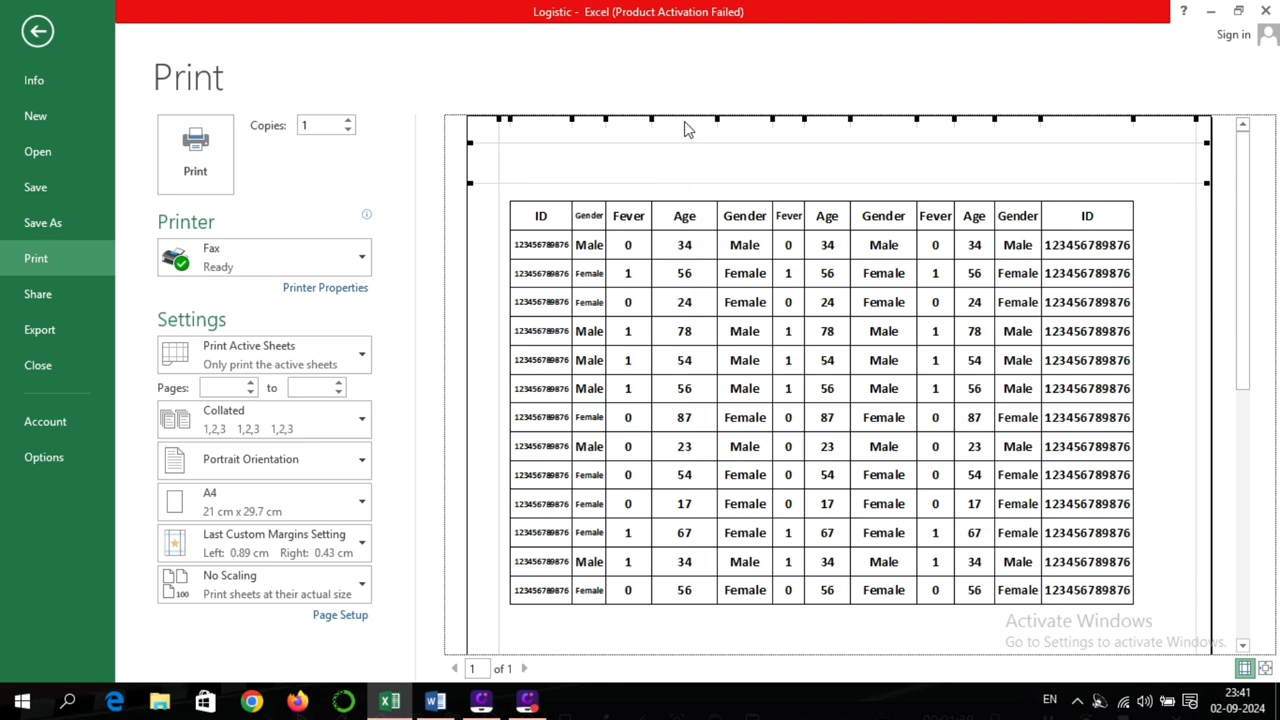 Logistic - Excel (Product Activation Failed)
?
Sign in
Info
New
Open
Save
Save As
Print
Share
Export
Close
Account
Options
Print
Print
Copies: 1
Printer
Fax
Ready
Printer Properties
Settings
Print Active Sheets
Only print the active sheets
Pages: to
Collated
1,2,3 1,2,3 1,2,3
Portrait Orientation
A4
21 cm x 29.7 cm
Last Custom Margins Setting
Left: 0.89 cm Right: 0.43 cm
No Scaling
100 Print sheets at their actual size
Page Setup
ID Gender Fever Age Gender Fever Age Gender Fever Age Gender ID
123456789876 Male 0 34 Male 0 34 Male 0 34 Male 123456789876
123456789876 Female 1 56 Female 1 56 Female 1 56 Female 123456789876
123456789876 Female 0 24 Female 0 24 Female 0 24 Female 123456789876
123456789876 Male 1 78 Male 1 78 Male 1 78 Male 123456789876
123456789876 Male 1 54 Male 1 54 Male 1 54 Male 123456789876
123456789876 Male 1 56 Male 1 56 Male 1 56 Male 123456789876
123456789876 Female 0 87 Female 0 87 Female 0 87 Female 123456789876
123456789876 Male 0 23 Male 0 23 Male 0 23 Male 123456789876
123456789876 Female 0 54 Female 0 54 Female 0 54 Female 123456789876
123456789876 Female 0 17 Female 0 17 Female 0 17 Female 123456789876
123456789876 Female 1 67 Female 1 67 Female 1 67 Female 123456789876
123456789876 Male 1 34 Male 1 34 Male 1 34 Male 123456789876
123456789876 Female 0 56 Female 0 56 Female 0 56 Female 123456789876
Activate Windows
Go to Settings to activate Windows.
1 of 1
EN
23:41
02-09-2024